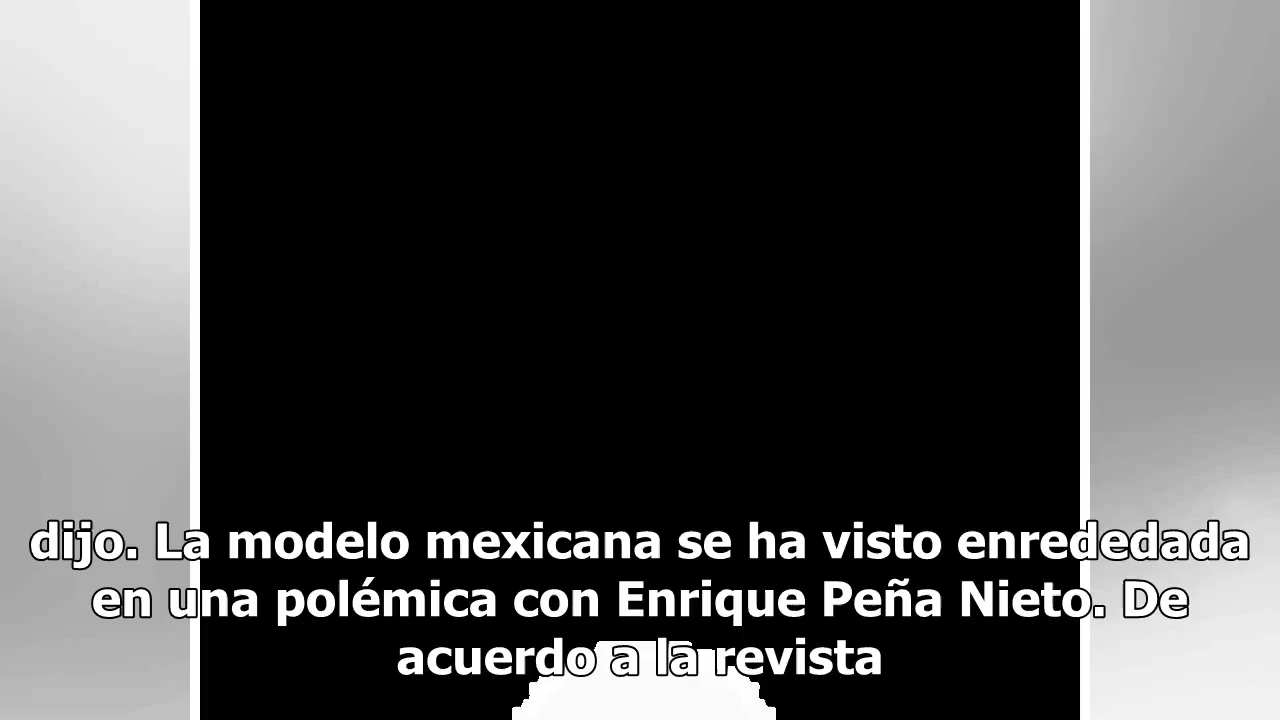 dijo. La modelo mexicana se ha visto enrededada
en una polémica con Enrique Peña Nieto. De
acuerdo a la revista